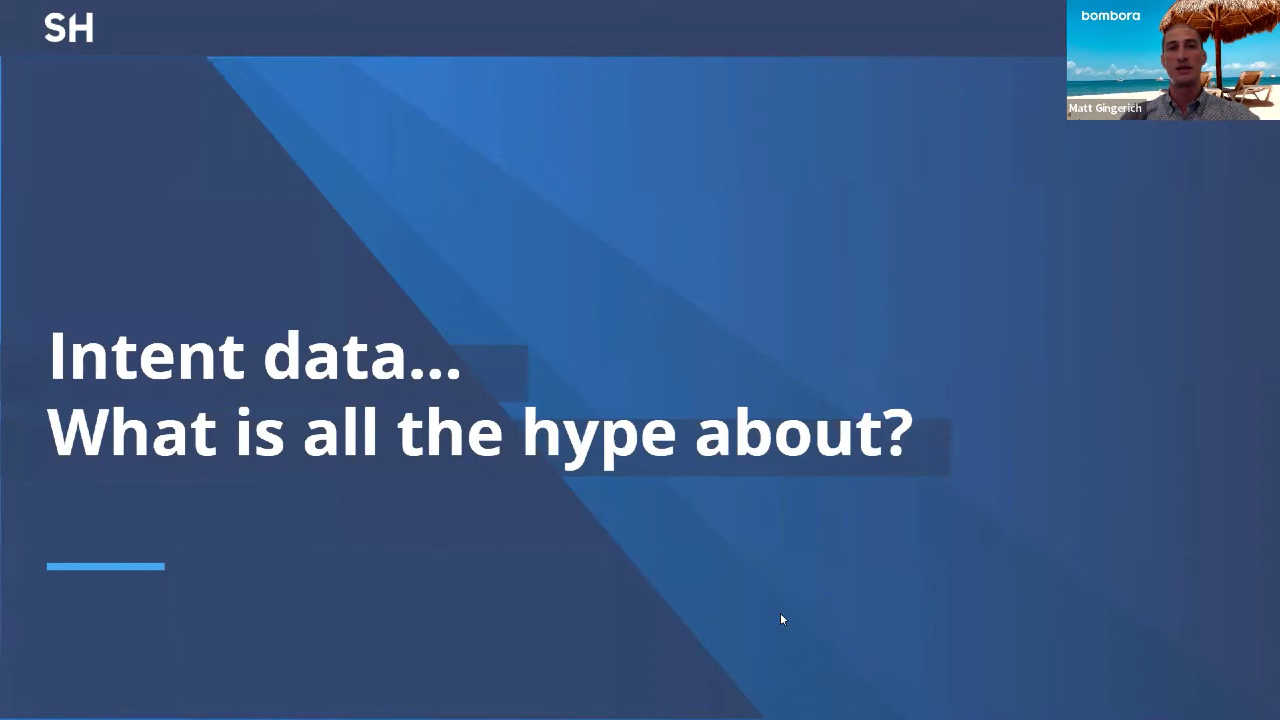 SH
bombora
Matt Gingerich
Intent data...
What is all the hype about?